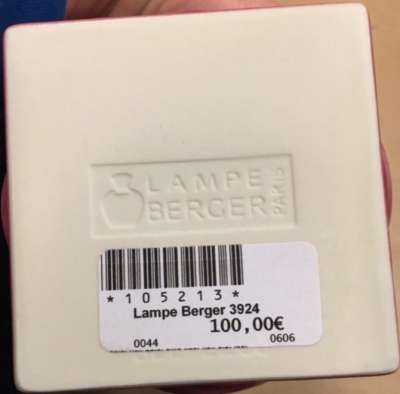 LAMPE
BERGER
PARIS
*105213*
Lampe Berger 3924
100,00€
0044 0606